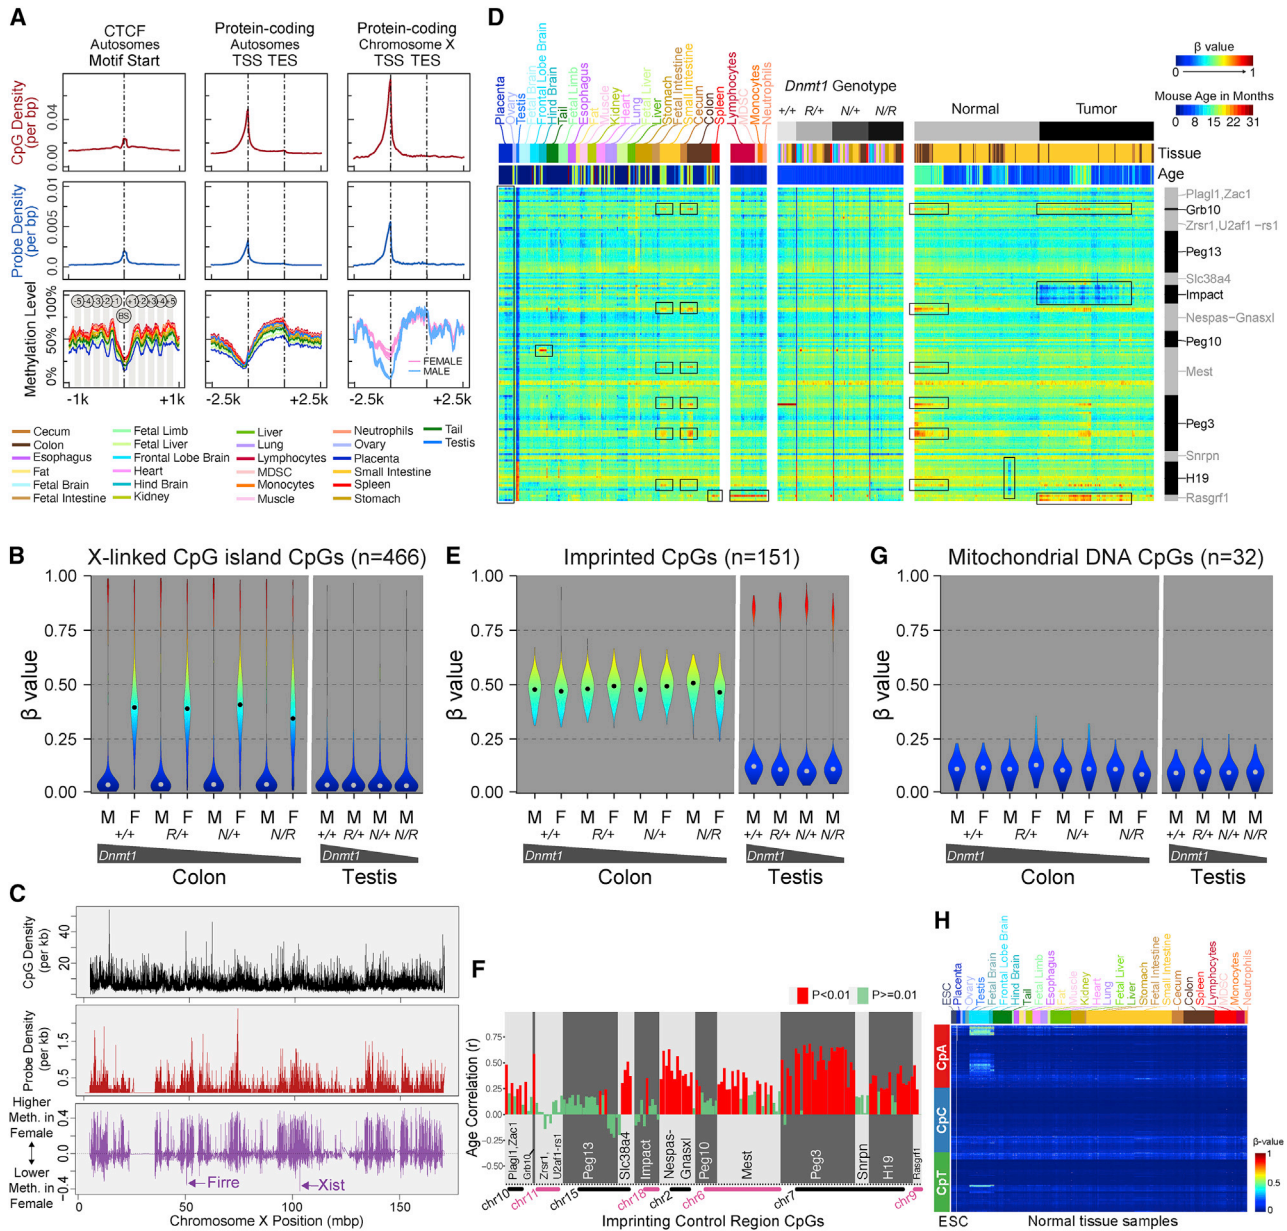 A
CTCF
Autosomes
Motif Start
Protein-coding
Autosomes
TSS TES
Protein-coding
Chromosome X
TSS TES
CpG Density
(per bp)
0.04
0.00
Probe Density
(per bp)
0.01
0.005
0.0
Methylation Level
100%
50%
0%
-5 -4 -3 -2 -1 +1 +2 +3 +4 +5
BS
FEMALE
MALE
-1k +1k
-2.5k +2.5k
-2.5k +2.5k
Cecum
Colon
Esophagus
Fat
Fetal Brain
Fetal Intestine
Fetal Limb
Fetal Liver
Frontal Lobe Brain
Heart
Hind Brain
Kidney
Liver
Lung
Lymphocytes
MDSC
Monocytes
Muscle
Neutrophils
Ovary
Placenta
Small Intestine
Spleen
Stomach
Tail
Testis
D
Placenta
Ovary
Testis
Fetal Brain
Frontal Lobe Brain
Hind Brain
Tail
Fetal Limb
Esophagus
Fat
Muscle
Kidney
Heart
Lung
Fetal Liver
Liver
Stomach
Fetal Intestine
Small Intestine
Cecum
Colon
Spleen
Lymphocytes
MDSC
Monocytes
Neutrophils
Dnmt1 Genotype
+/+ R/+ N/+ N/R
Normal
Tumor
β value
0 1
Mouse Age in Months
0 8 15 22 31
Tissue
Age
Plagl1,Zac1
Grb10
Zrsr1,U2af1-rs1
Peg13
Slc38a4
Impact
Nespas-Gnasxl
Peg10
Mest
Peg3
Snrpn
H19
Rasgrf1
B
X-linked CpG island CpGs (n=466)
β value
1.00
0.75
0.50
0.25
0.00
M F M F M F M F M M M M
+/+ R/+ N/+ N/R +/+ R/+ N/+ N/R
Dnmt1 Dnmt1
Colon Testis
E
Imprinted CpGs (n=151)
β value
1.00
0.75
0.50
0.25
0.00
M F M F M F M F M M M M
+/+ R/+ N/+ N/R +/+ R/+ N/+ N/R
Dnmt1 Dnmt1
Colon Testis
G
Mitochondrial DNA CpGs (n=32)
β value
1.00
0.75
0.50
0.25
0.00
M F M F M F M F M M M M
+/+ R/+ N/+ N/R +/+ R/+ N/+ N/R
Dnmt1 Dnmt1
Colon Testis
C
CpG Density
(per kb)
40
20
Probe Density
(per kb)
1.5
0.5
Higher
Meth. in
Female
Lower
Meth. in
Female
0.4
0.0
-0.4
Firre
Xist
0 50 100 150
Chromosome X Position (mbp)
F
P<0.01 P>=0.01
Age Correlation (r)
0.75
0.50
0.25
0.00
-0.25
-0.50
Plagl1,Zac1
Grb10
Zrsr1,
U2af1-rs1
Peg13
Slc38a4
Impact
Nespas-
Gnasxl
Peg10
Mest
Peg3
Snrpn
H19
Rasgrf1
chr10 chr11 chr15 chr18 chr2 chr6 chr7 chr9
Imprinting Control Region CpGs
H
ESC
Placenta
Ovary
Testis
Fetal Brain
Frontal Lobe Brain
Hind Brain
Tail
Fetal Limb
Esophagus
Fat
Muscle
Kidney
Heart
Lung
Fetal Liver
Liver
Stomach
Fetal Intestine
Small Intestine
Cecum
Colon
Spleen
Lymphocytes
MDSC
Monocytes
Neutrophils
CpA
CpC
CpT
β-value
1
0.5
0
ESC Normal tissue samples